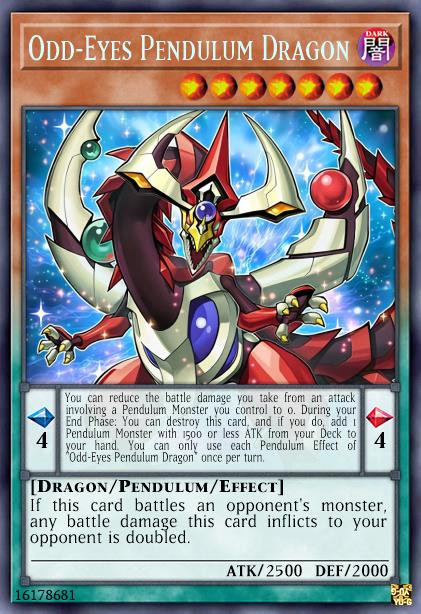 Odd-Eyes Pendulum Dragon
DARK
闇
You can reduce the battle damage you take from an attack
involving a Pendulum Monster you control to 0. During your
End Phase: You can destroy this card, and if you do, add 1
Pendulum Monster with 1500 or less ATK from your Deck to
your hand. You can only use each Pendulum Effect of
"Odd-Eyes Pendulum Dragon" once per turn.
4
4
[Dragon/Pendulum/Effect]
If this card battles an opponent's monster,
any battle damage this card inflicts to your
opponent is doubled.
ATK/2500 DEF/2000
16178681